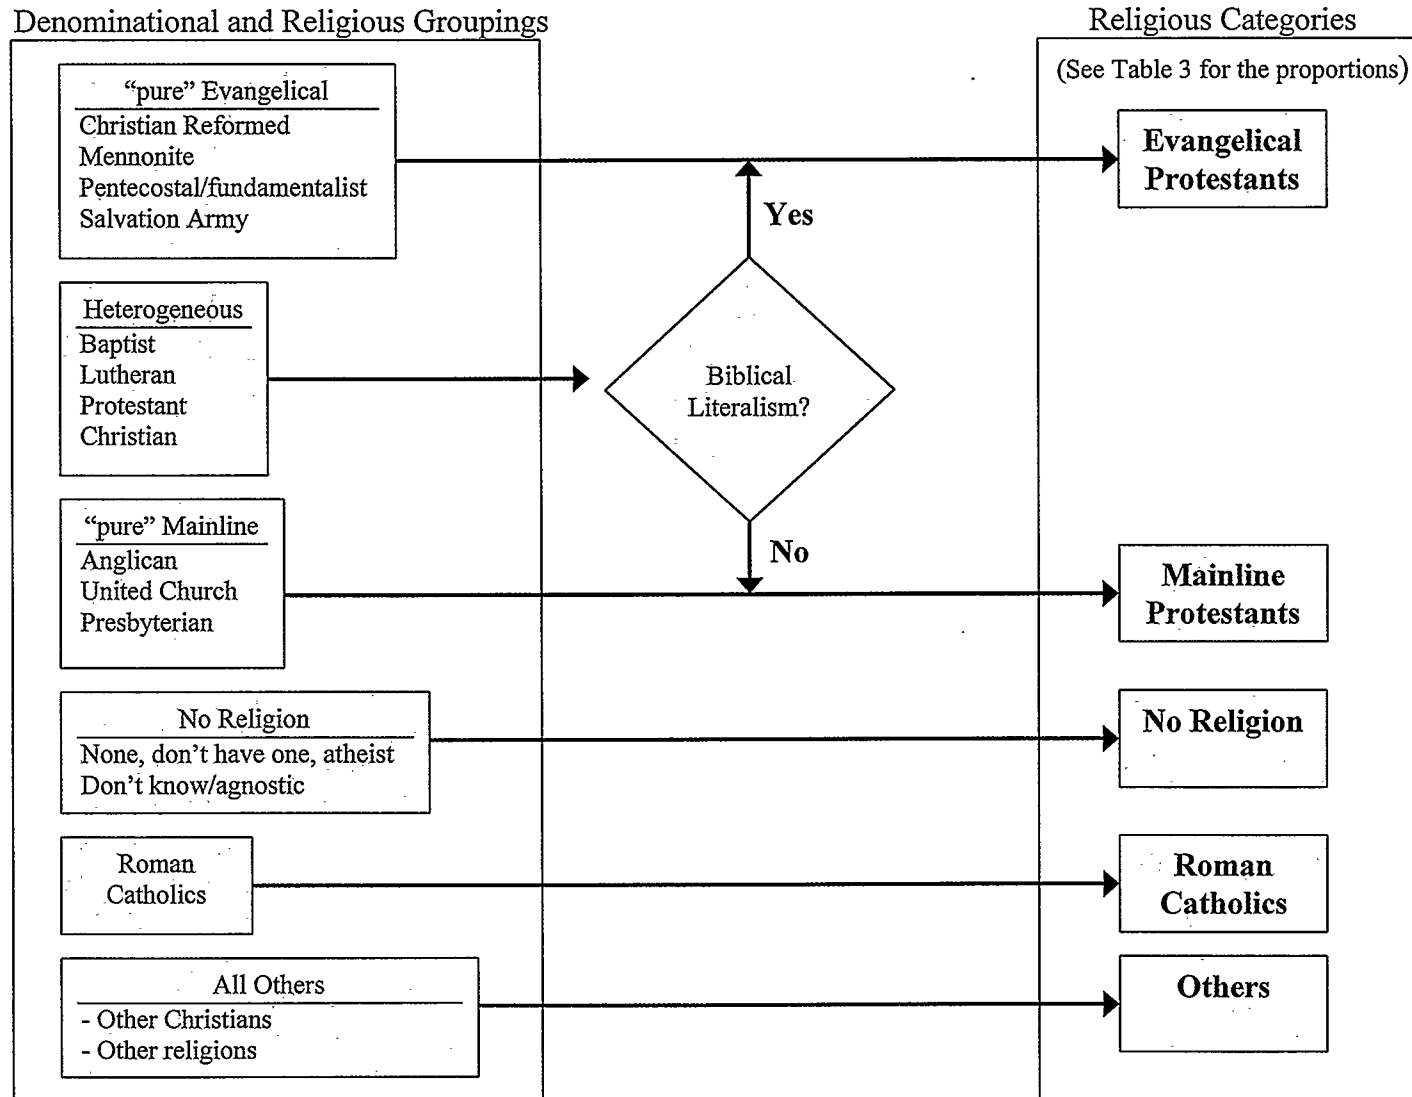 Denominational and Religious Groupings
“pure” Evangelical
Christian Reformed
Mennonite
Pentecostal/fundamentalist
Salvation Army
Heterogeneous
Baptist
Lutheran
Protestant
Christian
“pure” Mainline
Anglican
United Church
Presbyterian
No Religion
None, don’t have one, atheist
Don’t know/agnostic
Roman
Catholics
All Others
- Other Christians
- Other religions
Yes
Biblical
Literalism?
No
Religious Categories
(See Table 3 for the proportions)
Evangelical
Protestants
Mainline
Protestants
No Religion
Roman
Catholics
Others